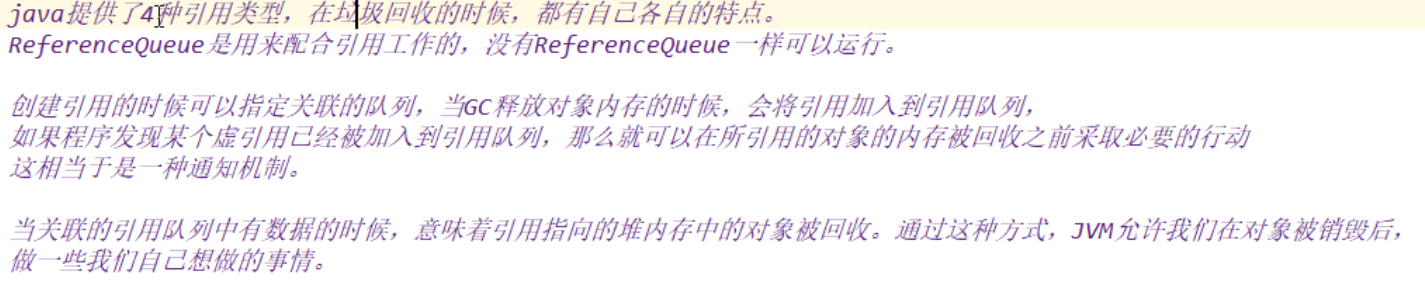 java提供了4种引用类型，在垃圾回收的时候，都有自己各自的特点。
ReferenceQueue是用来配合引用工作的，没有ReferenceQueue一样可以运行。
创建引用的时候可以指定关联的队列，当GC释放对象内存的时候，会将引用加入到引用队列，
如果程序发现某个虚引用已经被加入到引用队列，那么就可以在所引用的对象的内存被回收之前采取必要的行动
这相当于是一种通知机制。
当关联的引用队列中有数据的时候，意味着引用指向的堆内存中的对象被回收。通过这种方式，JVM允许我们在对象被销毁后，
做一些我们自己想做的事情。